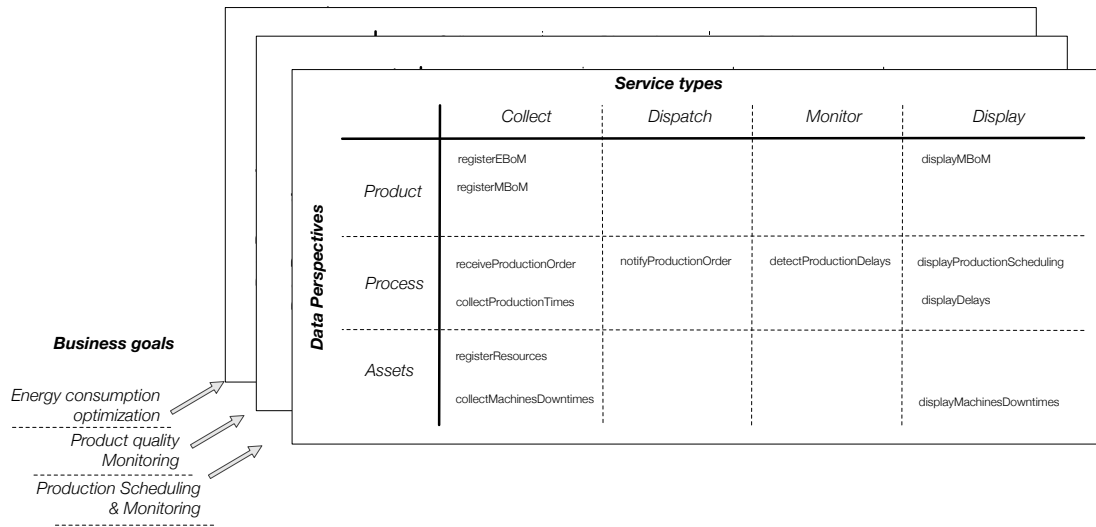 Service types
Collect Dispatch Monitor Display
Data Perspectives
Product
registerEBoM displayMBoM
registerMBoM
Process
receiveProductionOrder notifyProductionOrder detectProductionDelays displayProductionScheduling
collectProductionTimes displayDelays
Assets
registerResources
collectMachinesDowntimes displayMachinesDowntimes
Business goals
Energy consumption
optimization
Product quality
Monitoring
Production Scheduling
& Monitoring